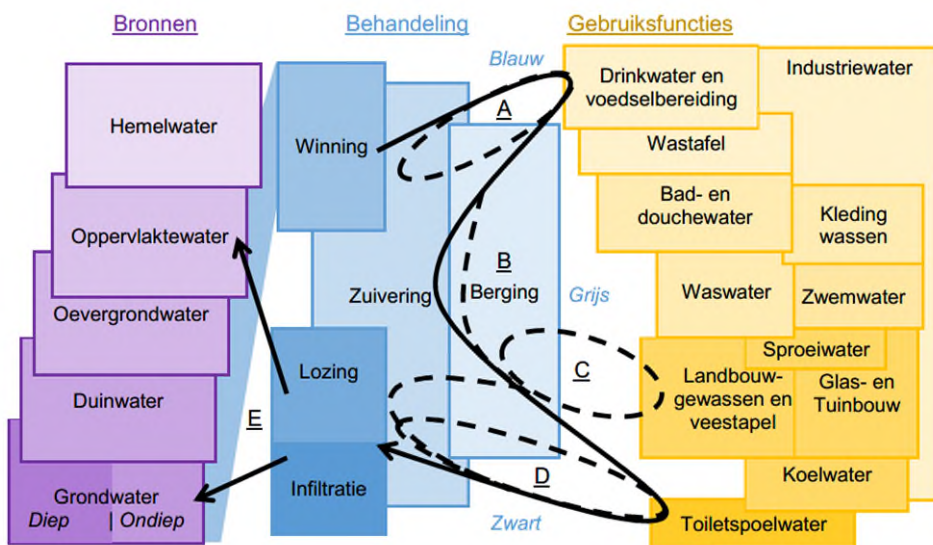 Bronnen
Behandeling
Gebruiksfuncties
Hemelwater
Oppervlaktewater
Oevergrondwater
Duinwater
Grondwater
Diep | Ondiep
E
Winning
Zuivering
Berging
Lozing
Infiltratie
Blauw
A
B
Grijs
C
D
Zwart
Drinkwater en
voedselbereiding
Industriewater
Wastafel
Bad- en
douchewater
Kleding
wassen
Waswater
Zwemwater
Sproeiwater
Landbouw-
gewassen en
veestapel
Glas- en
Tuinbouw
Koelwater
Toiletspoelwater